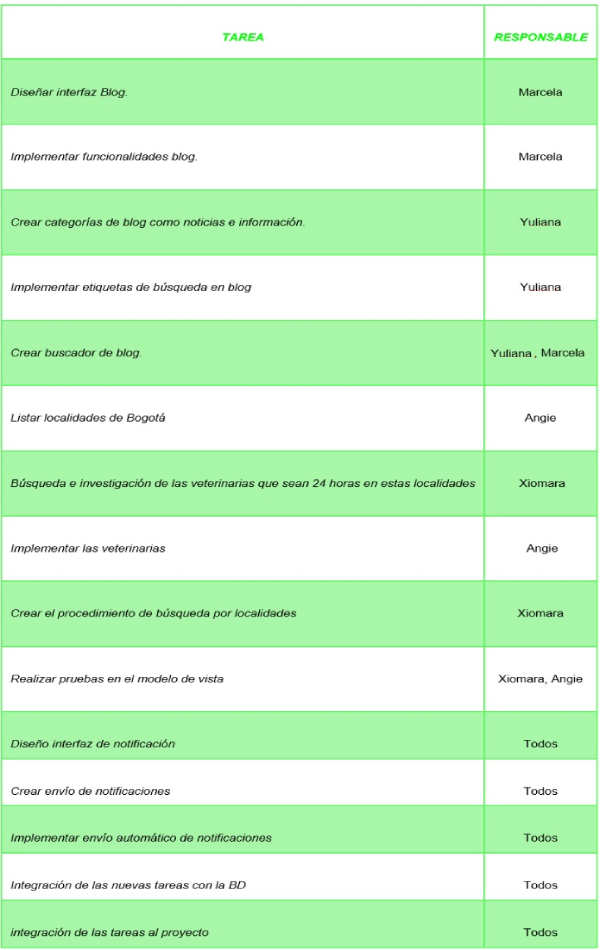 TAREA RESPONSABLE
Diseñar interfaz Blog. Marcela
Implementar funcionalidades blog. Marcela
Crear categorías de blog como noticias e información. Yuliana
Implementar etiquetas de búsqueda en blog Yuliana
Crear buscador de blog. Yuliana , Marcela
Listar localidades de Bogotá Angie
Búsqueda e investigación de las veterinarias que sean 24 horas en estas localidades Xiomara
Implementar las veterinarias Angie
Crear el procedimiento de búsqueda por localidades Xiomara
Realizar pruebas en el modelo de vista Xiomara, Angie
Diseño interfaz de notificación Todos
Crear envío de notificaciones Todos
Implementar envío automático de notificaciones Todos
Integración de las nuevas tareas con la BD Todos
integración de las tareas al proyecto Todos